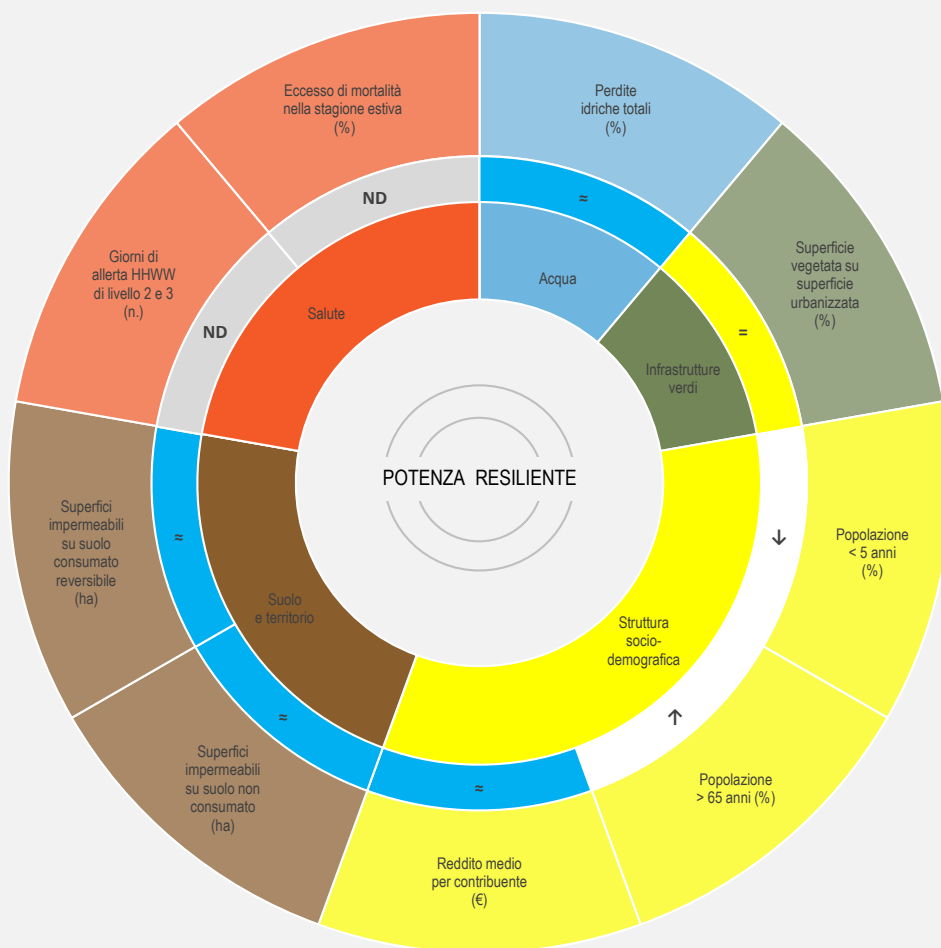 Eccesso di mortalità
nella stagione estiva
(%)
Perdite
idriche totali
(%)
ND
≈
Giorni di
allerta HHWW
di livello 2 e 3
(n.)
ND
Salute
Acqua
Infrastrutture
verdi
=
Superficie
vegetata su
superficie
urbanizzata
(%)
POTENZA RESILIENTE
Superfici
impermeabili
su suolo
consumato
reversibile
(ha)
≈
Suolo
e territorio
Struttura
socio-
demografica
↓
Popolazione
< 5 anni
(%)
↑
Superfici
impermeabili
su suolo non
consumato
(ha)
≈
≈
Popolazione
> 65 anni (%)
Reddito medio
per contribuente
(€)